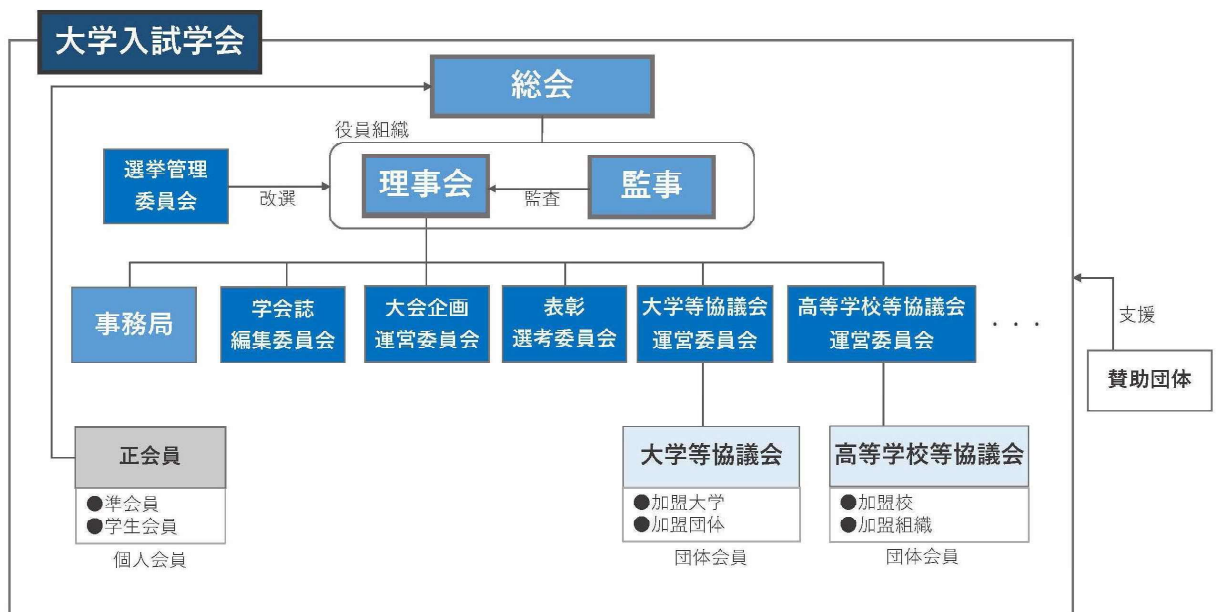 大学入試学会
総会
役員組織
選挙管理
委員会
改選
理事会
監査
監事
事務局
学会誌
編集委員会
大会企画
運営委員会
表彰
選考委員会
大学等協議会
運営委員会
高等学校等協議会
運営委員会
・・・
支援
賛助団体
正会員
●準会員
●学生会員
個人会員
大学等協議会
●加盟大学
●加盟団体
団体会員
高等学校等協議会
●加盟校
●加盟組織
団体会員